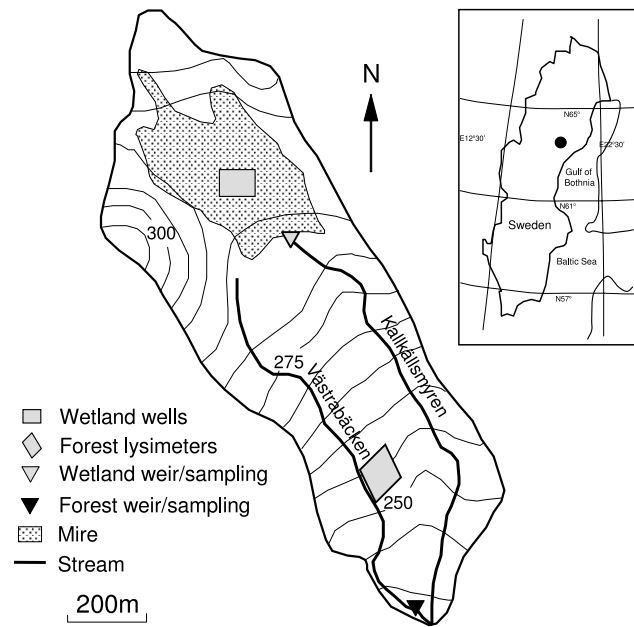 N
300
275
Västrabäcken
Kallkällsmyren
250
Wetland wells
Forest lysimeters
Wetland weir/sampling
Forest weir/sampling
Mire
Stream
200m
N65°
E12°30'
E22°30'
Gulf of
Bothnia
N61°
Sweden
Baltic Sea
N57°